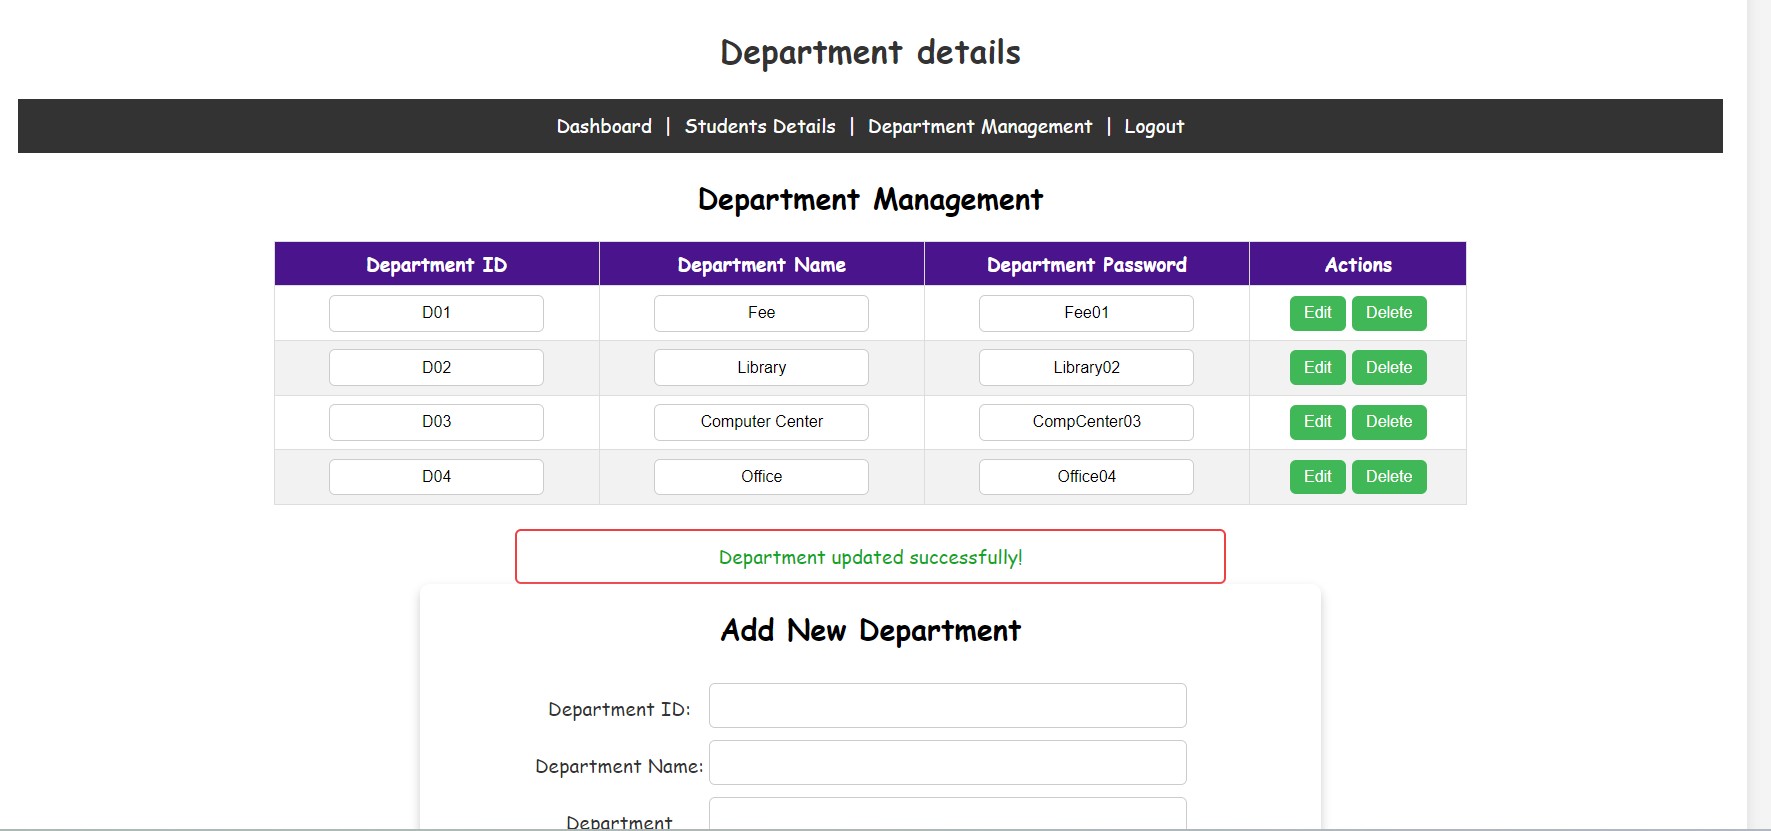 Department details
Dashboard | Students Details | Department Management | Logout
Department Management
Department ID Department Name Department Password Actions
D01 Fee Fee01 Edit Delete
D02 Library Library02 Edit Delete
D03 Computer Center CompCenter03 Edit Delete
D04 Office Office04 Edit Delete
Department updated successfully!
Add New Department
Department ID:
Department Name:
Department